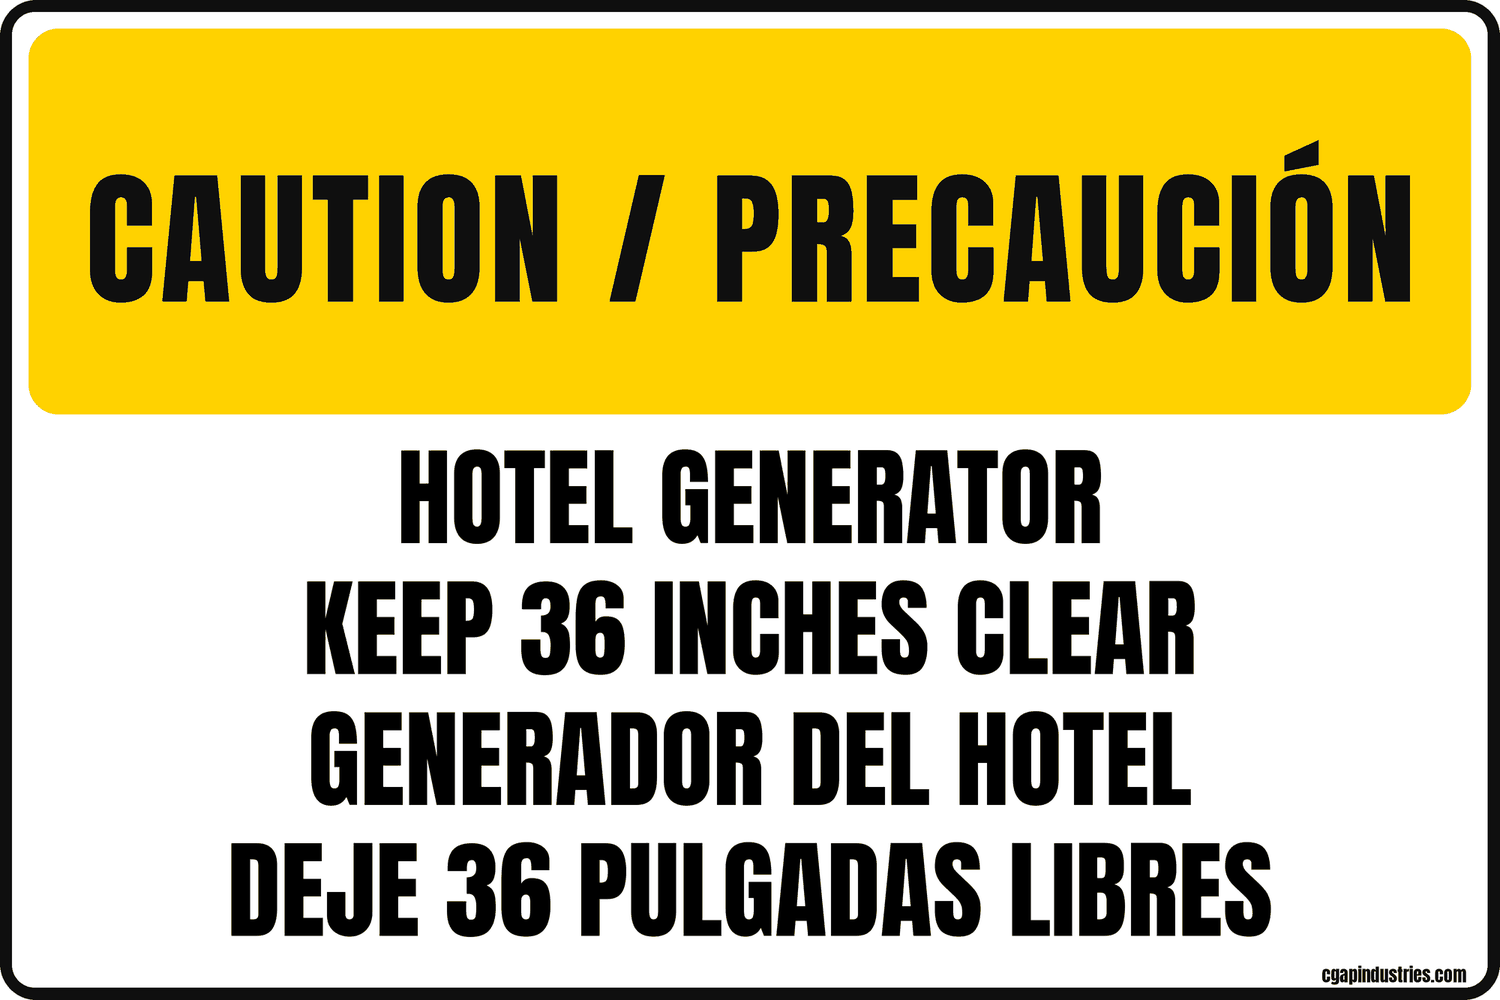 CAUTION / PRECAUCIÓN
HOTEL GENERATOR
KEEP 36 INCHES CLEAR
GENERADOR DEL HOTEL
DEJE 36 PULGADAS LIBRES
cgapindustries.com